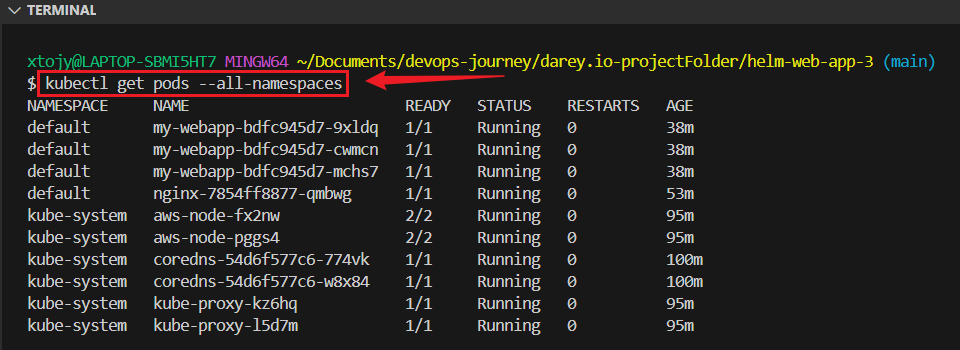 TERMINAL
xtojy@LAPTOP-SBMI5HT7 MINGW64 ~/Documents/devops-journey/darey.io-projectFolder/helm-web-app-3 (main)
$ kubectl get pods --all-namespaces
NAMESPACE NAME READY STATUS RESTARTS AGE
default my-webapp-bdfc945d7-9xldq 1/1 Running 0 38m
default my-webapp-bdfc945d7-cwmcn 1/1 Running 0 38m
default my-webapp-bdfc945d7-mchs7 1/1 Running 0 38m
default nginx-7854ff8877-qmbwg 1/1 Running 0 53m
kube-system aws-node-fx2nw 2/2 Running 0 95m
kube-system aws-node-pggs4 2/2 Running 0 95m
kube-system coredns-54d6f577c6-774vk 1/1 Running 0 100m
kube-system coredns-54d6f577c6-w8x84 1/1 Running 0 100m
kube-system kube-proxy-kz6hq 1/1 Running 0 95m
kube-system kube-proxy-l5d7m 1/1 Running 0 95m